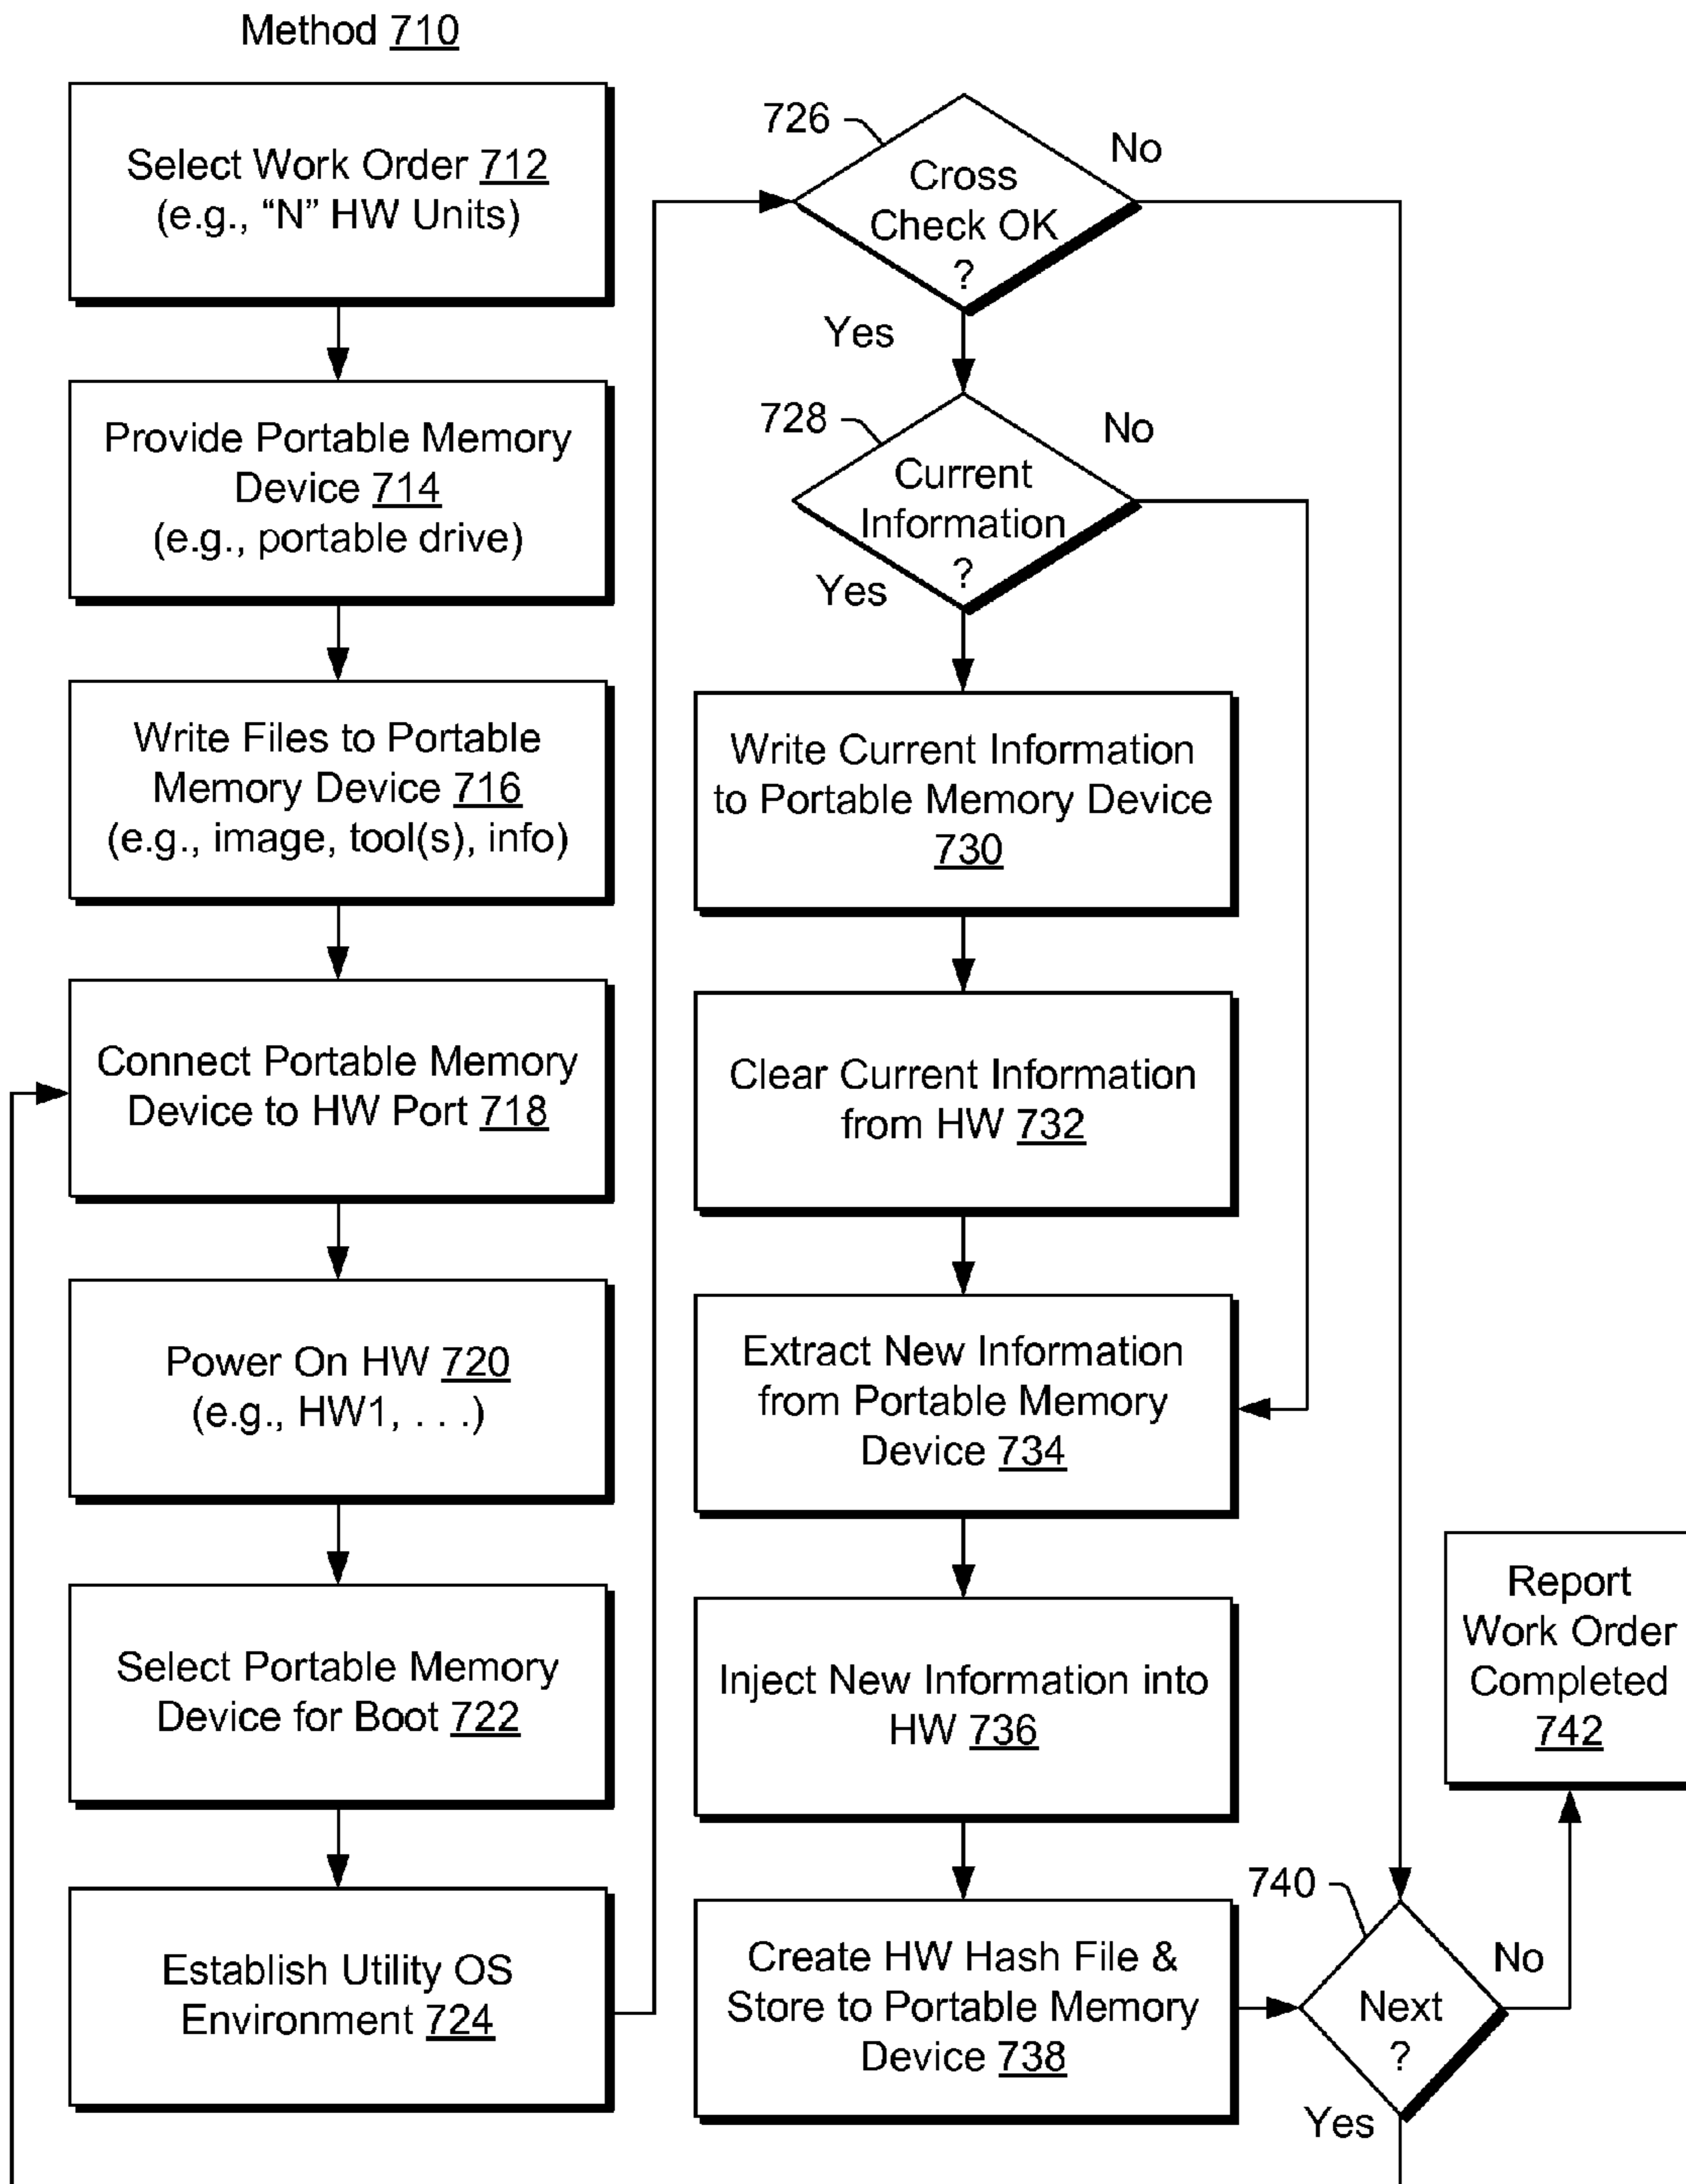 Method 710
Select Work Order 712
(e.g., “N” HW Units)
Provide Portable Memory
Device 714
(e.g., portable drive)
Write Files to Portable
Memory Device 716
(e.g., image, tool(s), info)
Connect Portable Memory
Device to HW Port 718
Power On HW 720
(e.g., HW1, . . .)
Select Portable Memory
Device for Boot 722
Establish Utility OS
Environment 724
726
Cross
Check OK
?
No
Yes
728
Current
Information
?
No
Yes
Write Current Information
to Portable Memory Device
730
Clear Current Information
from HW 732
Extract New Information
from Portable Memory
Device 734
Inject New Information into
HW 736
Create HW Hash File &
Store to Portable Memory
Device 738
740
Next
?
No
Yes
Report
Work Order
Completed
742